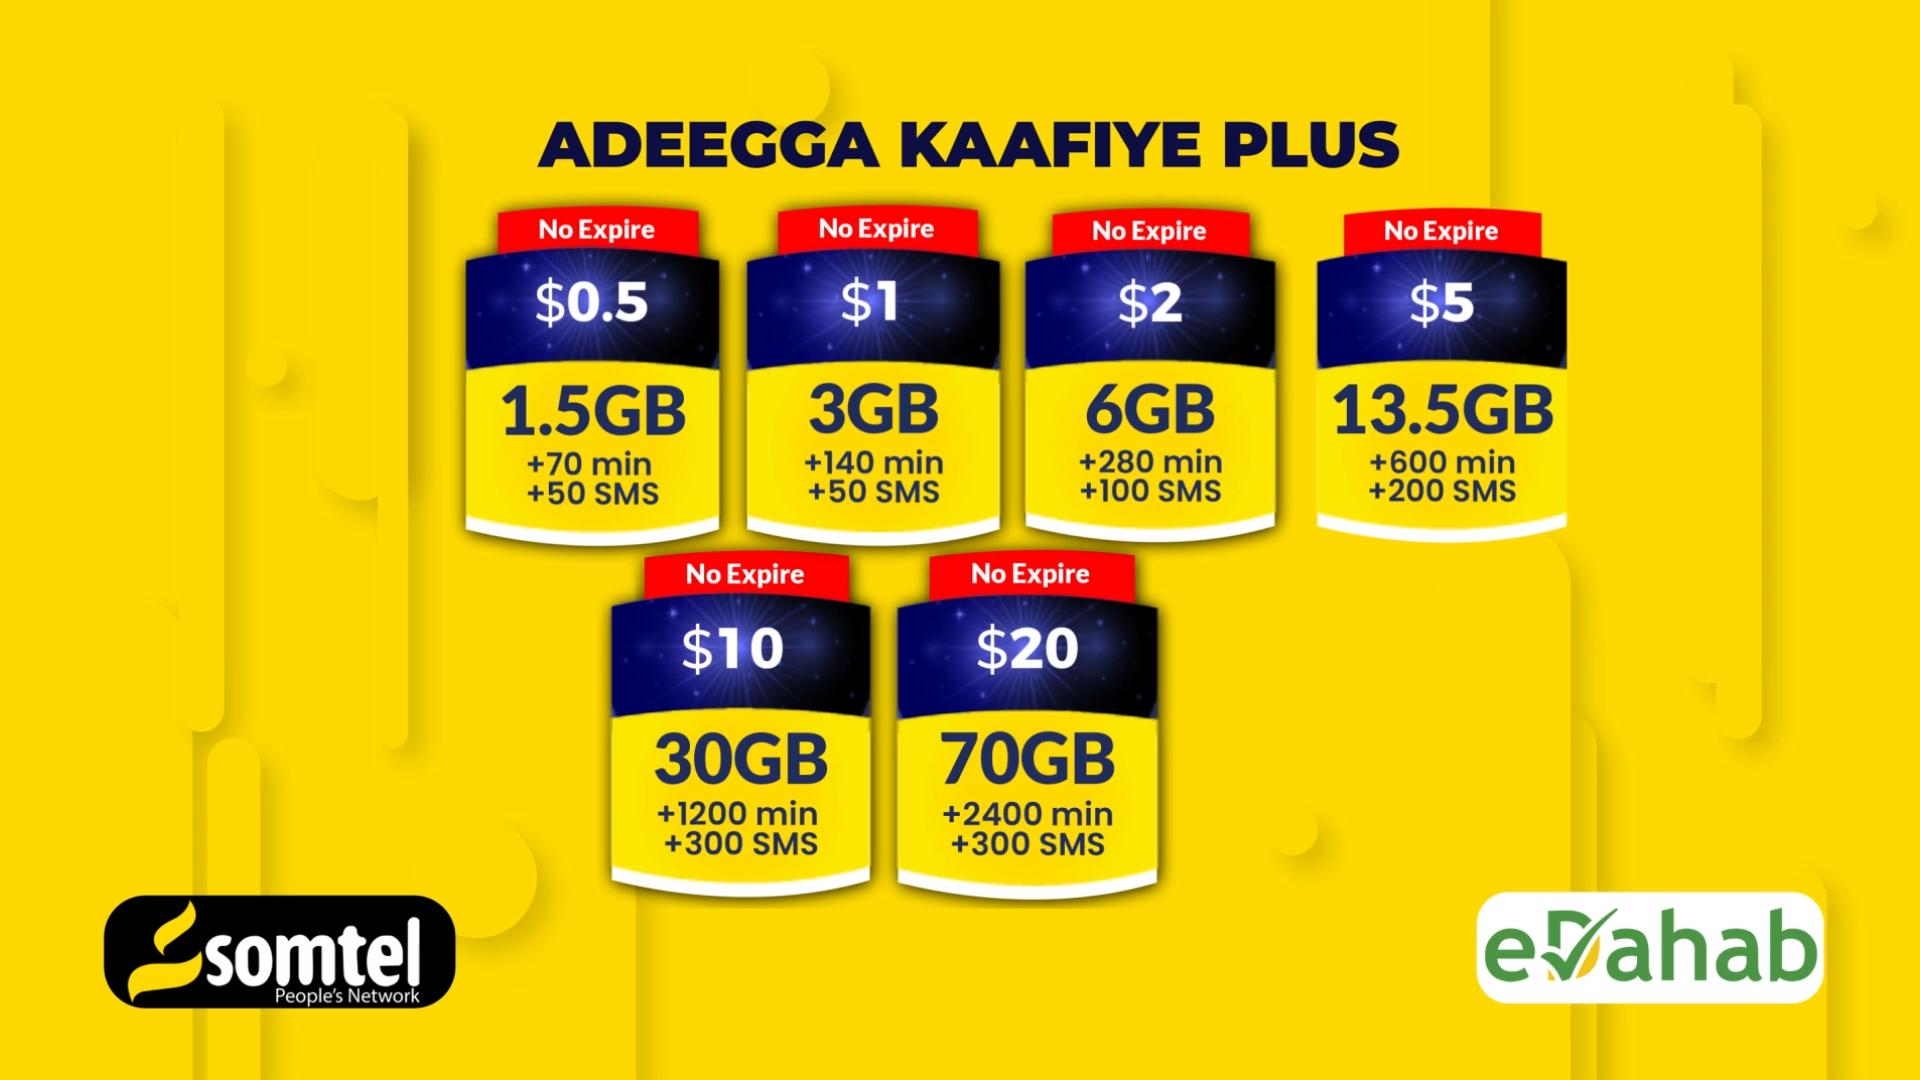 ADEEGGA KAAFIYE PLUS
No Expire
$0.5
1.5GB
+70 min
+50 SMS
No Expire
$1
3GB
+140 min
+50 SMS
No Expire
$2
6GB
+280 min
+100 SMS
No Expire
$5
13.5GB
+600 min
+200 SMS
No Expire
$10
30GB
+1200 min
+300 SMS
No Expire
$20
70GB
+2400 min
+300 SMS
somtel
People's Network
eDahab